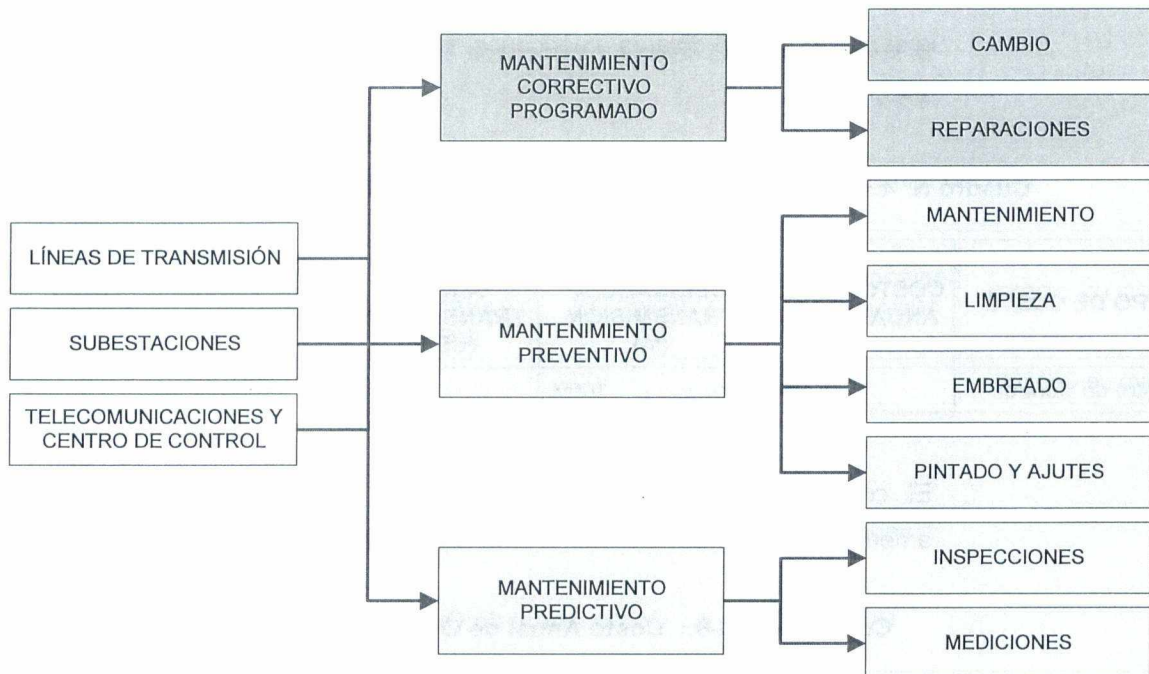 LÍNEAS DE TRANSMISIÓN
SUBESTACIONES
TELECOMUNICACIONES Y
CENTRO DE CONTROL
MANTENIMIENTO
CORRECTIVO
PROGRAMADO
MANTENIMIENTO
PREVENTIVO
MANTENIMIENTO
PREDICTIVO
CAMBIO
REPARACIONES
MANTENIMIENTO
LIMPIEZA
EMBREADO
PINTADO Y AJUTES
INSPECCIONES
MEDICIONES